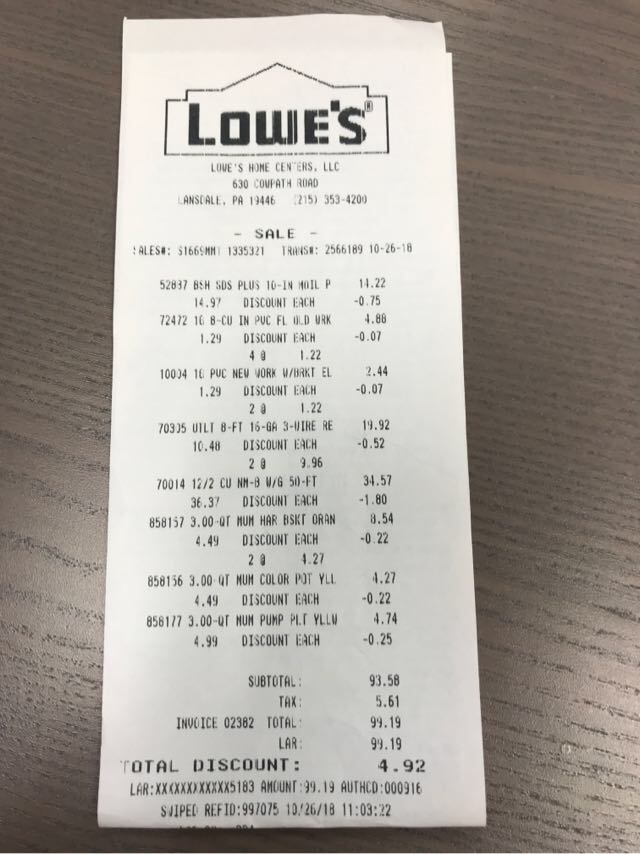 LOWE'S®
LOWE'S HOME CENTERS, LLC
630 COWPATH ROAD
LANSDALE, PA 19446 (215) 353-4200
- SALE -
SALES#: S1669MM1 1335321 TRANS#: 2566189 10-26-18
52837 BSH SDS PLUS 10-IN MOIL P 14.22
14.97 DISCOUNT EACH -0.75
72472 16 8-CU IN PVC FL OLD WRK 4.88
1.29 DISCOUNT EACH -0.07
4 @ 1.22
10004 16 PVC NEW WORK W/BRKT EL 2.44
1.29 DISCOUNT EACH -0.07
2 @ 1.22
70305 UTLT 8-FT 16-GA 3-WIRE RE 19.92
10.48 DISCOUNT EACH -0.52
2 @ 9.96
70014 12/2 CU NM-B W/G 50-FT 34.57
36.37 DISCOUNT EACH -1.80
858157 3.00-QT MUM HAR BSKT ORAN 8.54
4.49 DISCOUNT EACH -0.22
2 @ 4.27
858156 3.00-QT MUM COLOR POT YLL 4.27
4.49 DISCOUNT EACH -0.22
858177 3.00-QT MUM PUMP PLT YLLW 4.74
4.99 DISCOUNT EACH -0.25
SUBTOTAL: 93.58
TAX: 5.61
INVOICE 02382 TOTAL: 99.19
LAR: 99.19
TOTAL DISCOUNT: 4.92
LAR:XXXXXXXXXXXX5183 AMOUNT:99.19 AUTHCD:000916
SWIPED REFID:997075 10/26/18 11:03:22